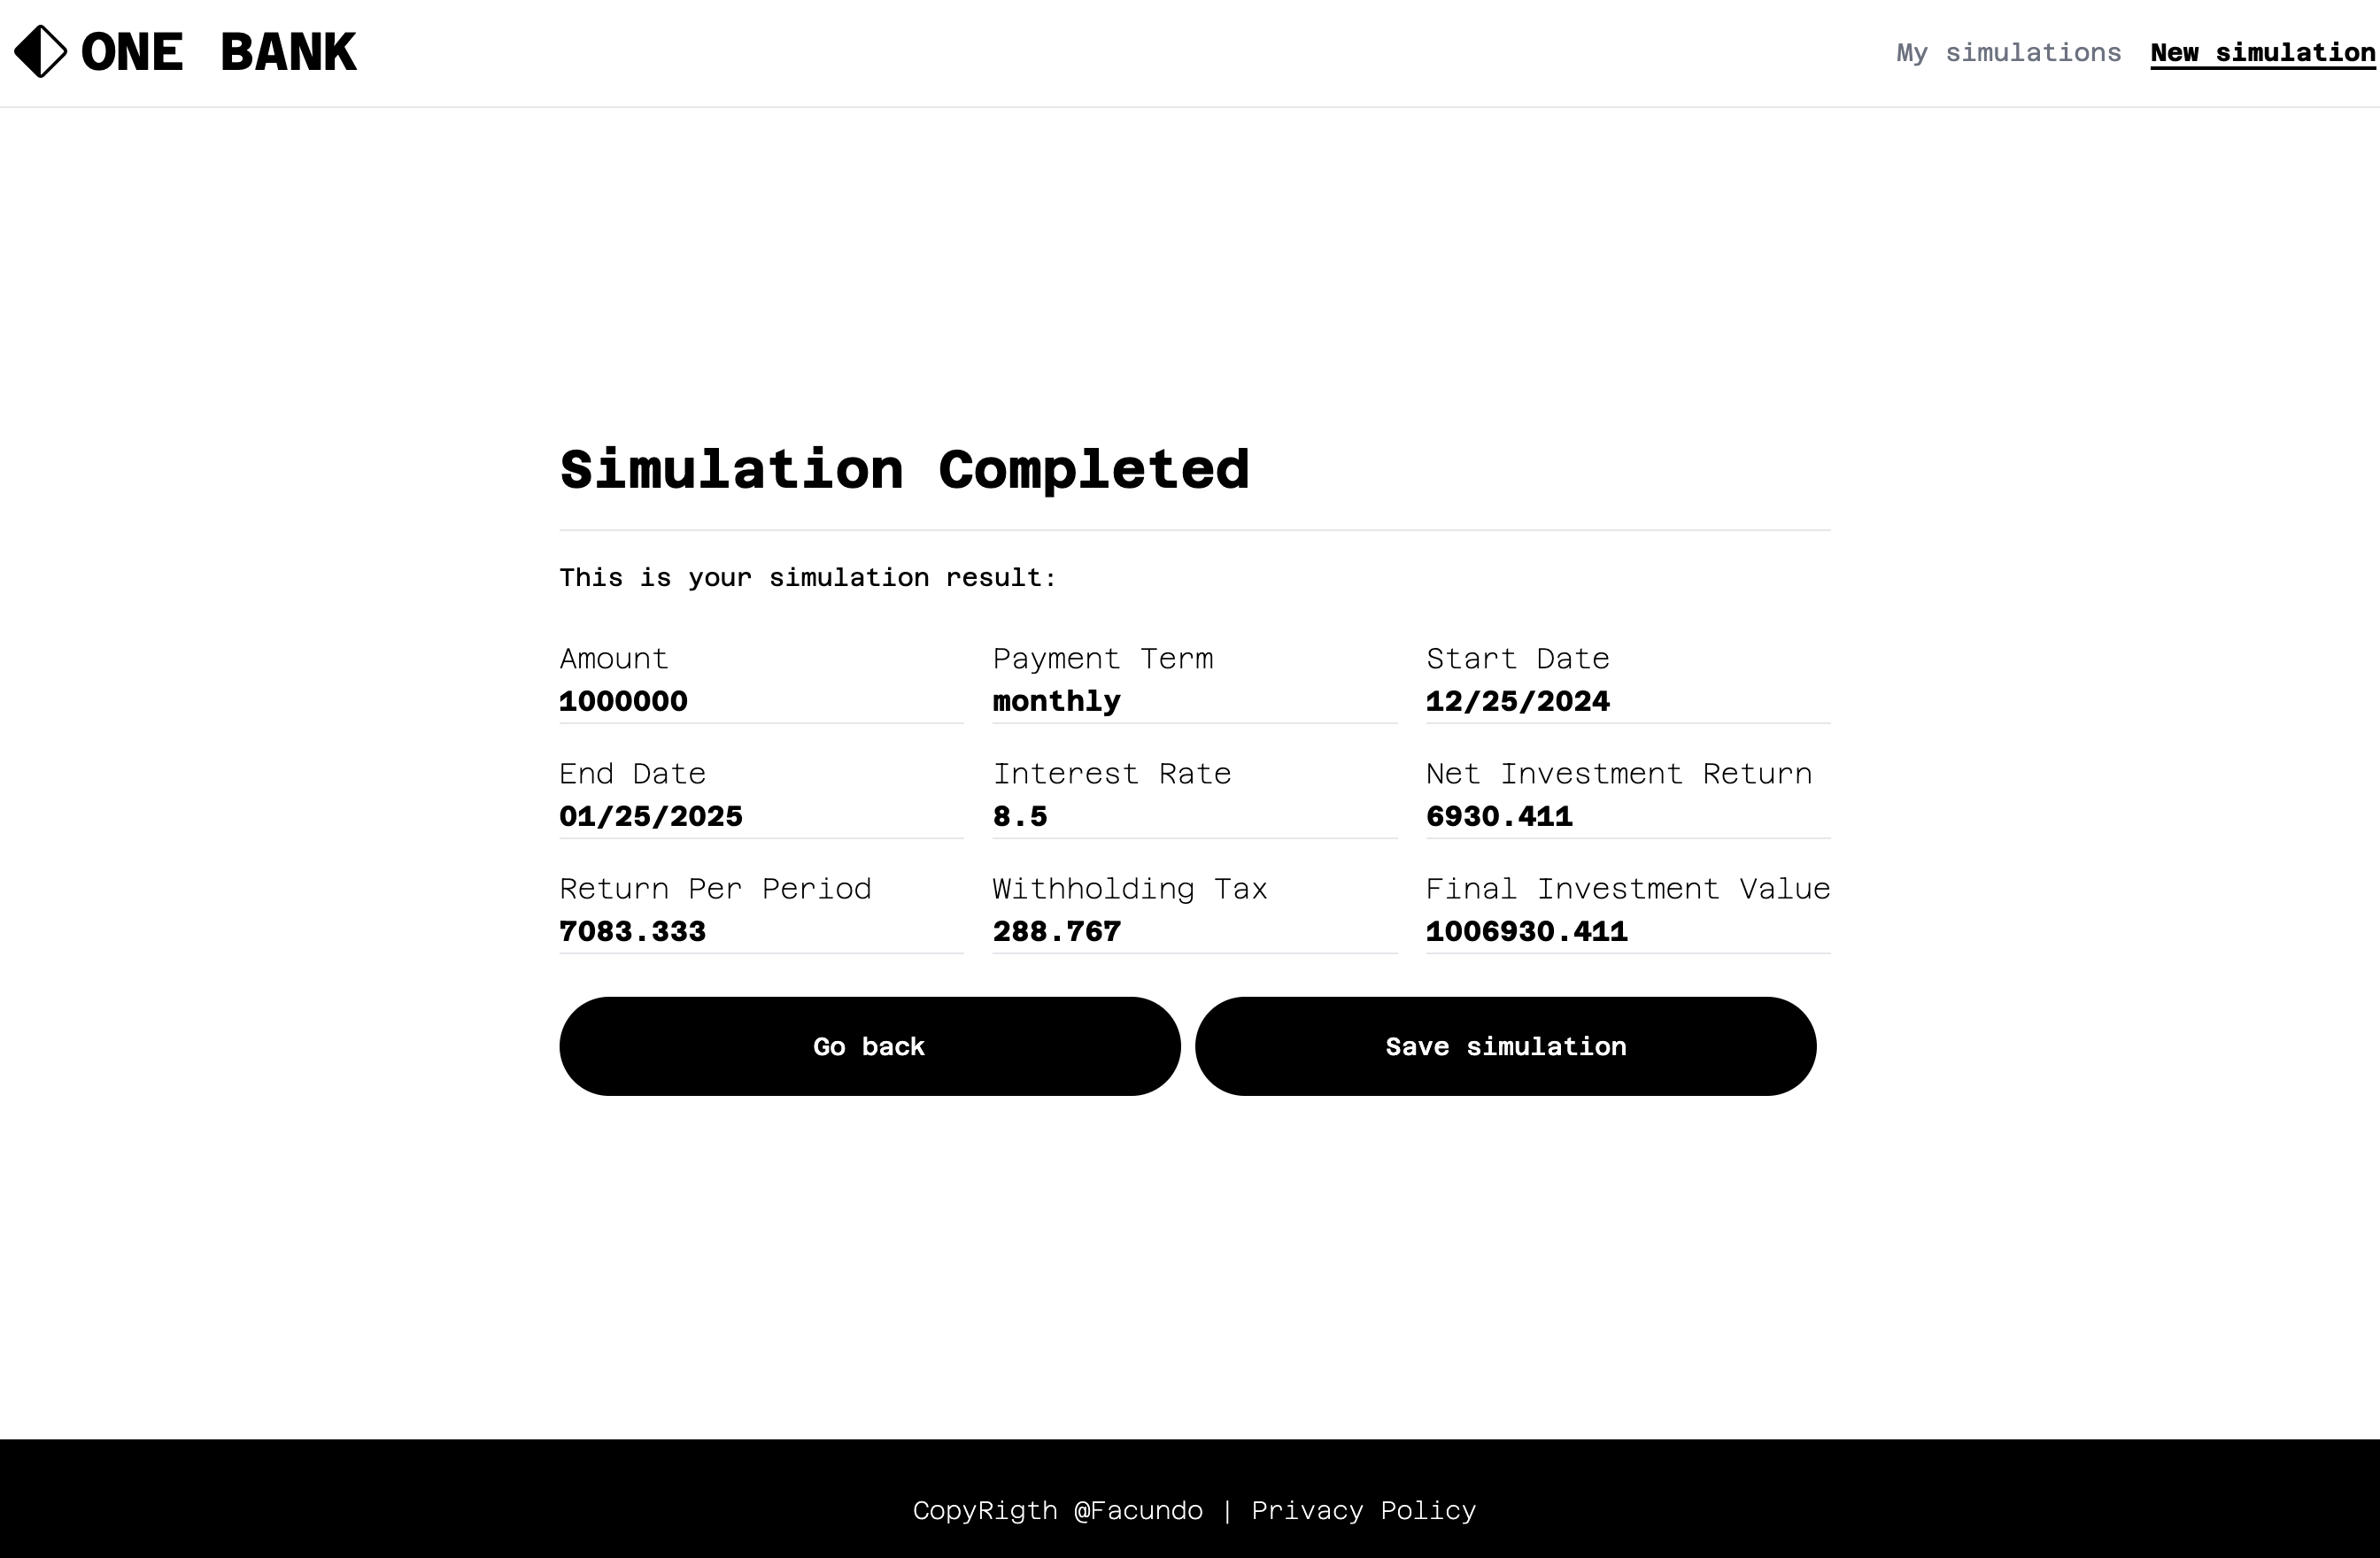 ONE BANK
My simulations New simulation
Simulation Completed
This is your simulation result:
Amount Payment Term Start Date
1000000 monthly 12/25/2024
End Date Interest Rate Net Investment Return
01/25/2025 8.5 6930.411
Return Per Period Withholding Tax Final Investment Value
7083.333 288.767 1006930.411
Go back Save simulation
CopyRigth @Facundo | Privacy Policy